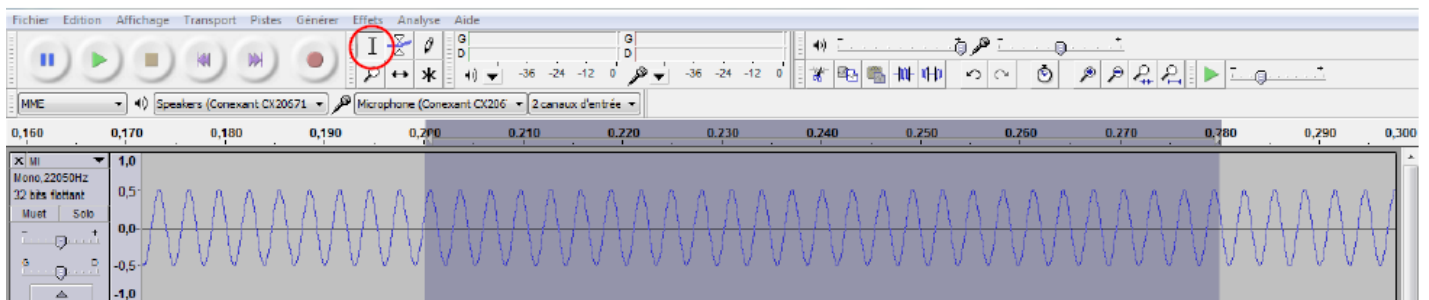 Fichier Edition Affichage Transport Pistes Générer Effets Analyse Aide
G
D
G
D
-36 -24 -12 0
-36 -24 -12 0
MME
Speakers (Conexant CX20671
Microphone (Conexant CX206
2 canaux d'entrée
0,160 0,170 0,180 0,190 0,200 0,210 0,220 0,230 0,240 0,250 0,260 0,270 0,280 0,290 0,300
X MI
1,0
Mono, 22050Hz
32 bits flottant
0,5
Muet Solo
- +
0,0
G D
-0,5
-1,0